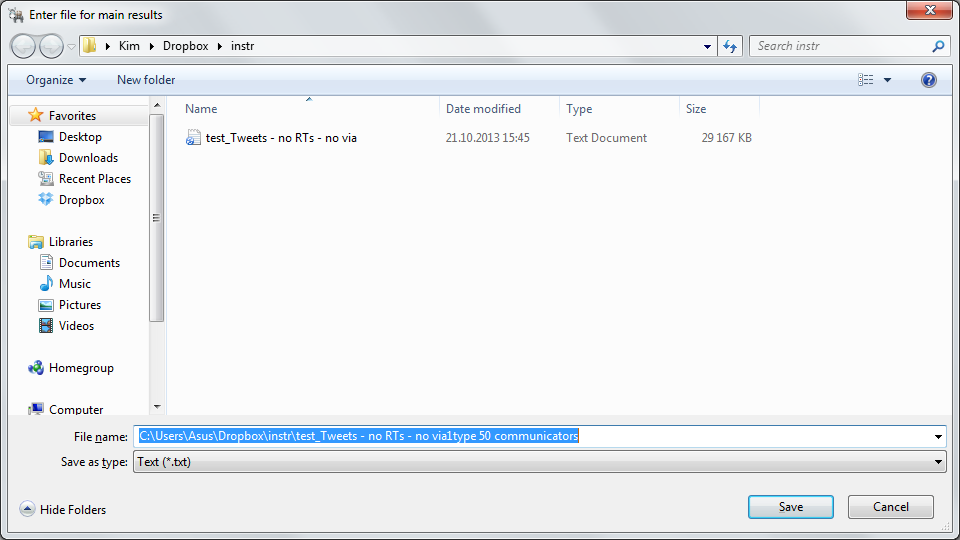 Enter file for main results
Kim Dropbox instr
Search instr
Organize New folder
Name Date modified Type Size
test_Tweets - no RTs - no via 21.10.2013 15:45 Text Document 29 167 KB
Favorites
Desktop
Downloads
Recent Places
Dropbox
Libraries
Documents
Music
Pictures
Videos
Homegroup
Computer
File name: C:\Users\Asus\Dropbox\instr\test_Tweets - no RTs - no via1type 50 communicators
Save as type: Text (*.txt)
Hide Folders Save Cancel